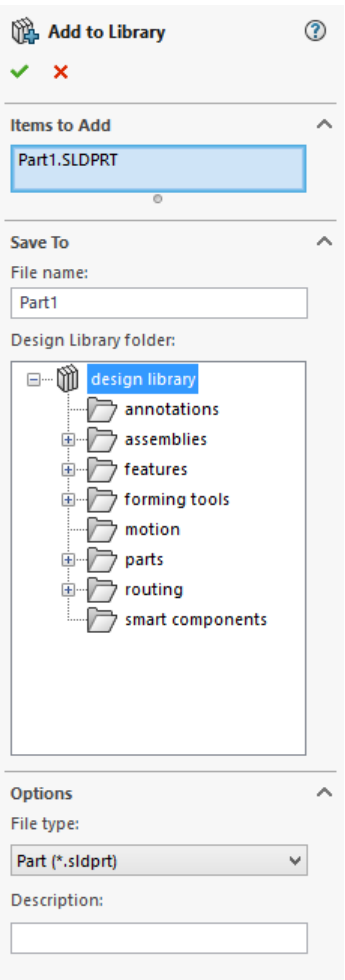 Add to Library
?
Items to Add
Part1.SLDPRT
Save To
File name:
Part1
Design Library folder:
design library
annotations
assemblies
features
forming tools
motion
parts
routing
smart components
Options
File type:
Part (*.sldprt)
Description: